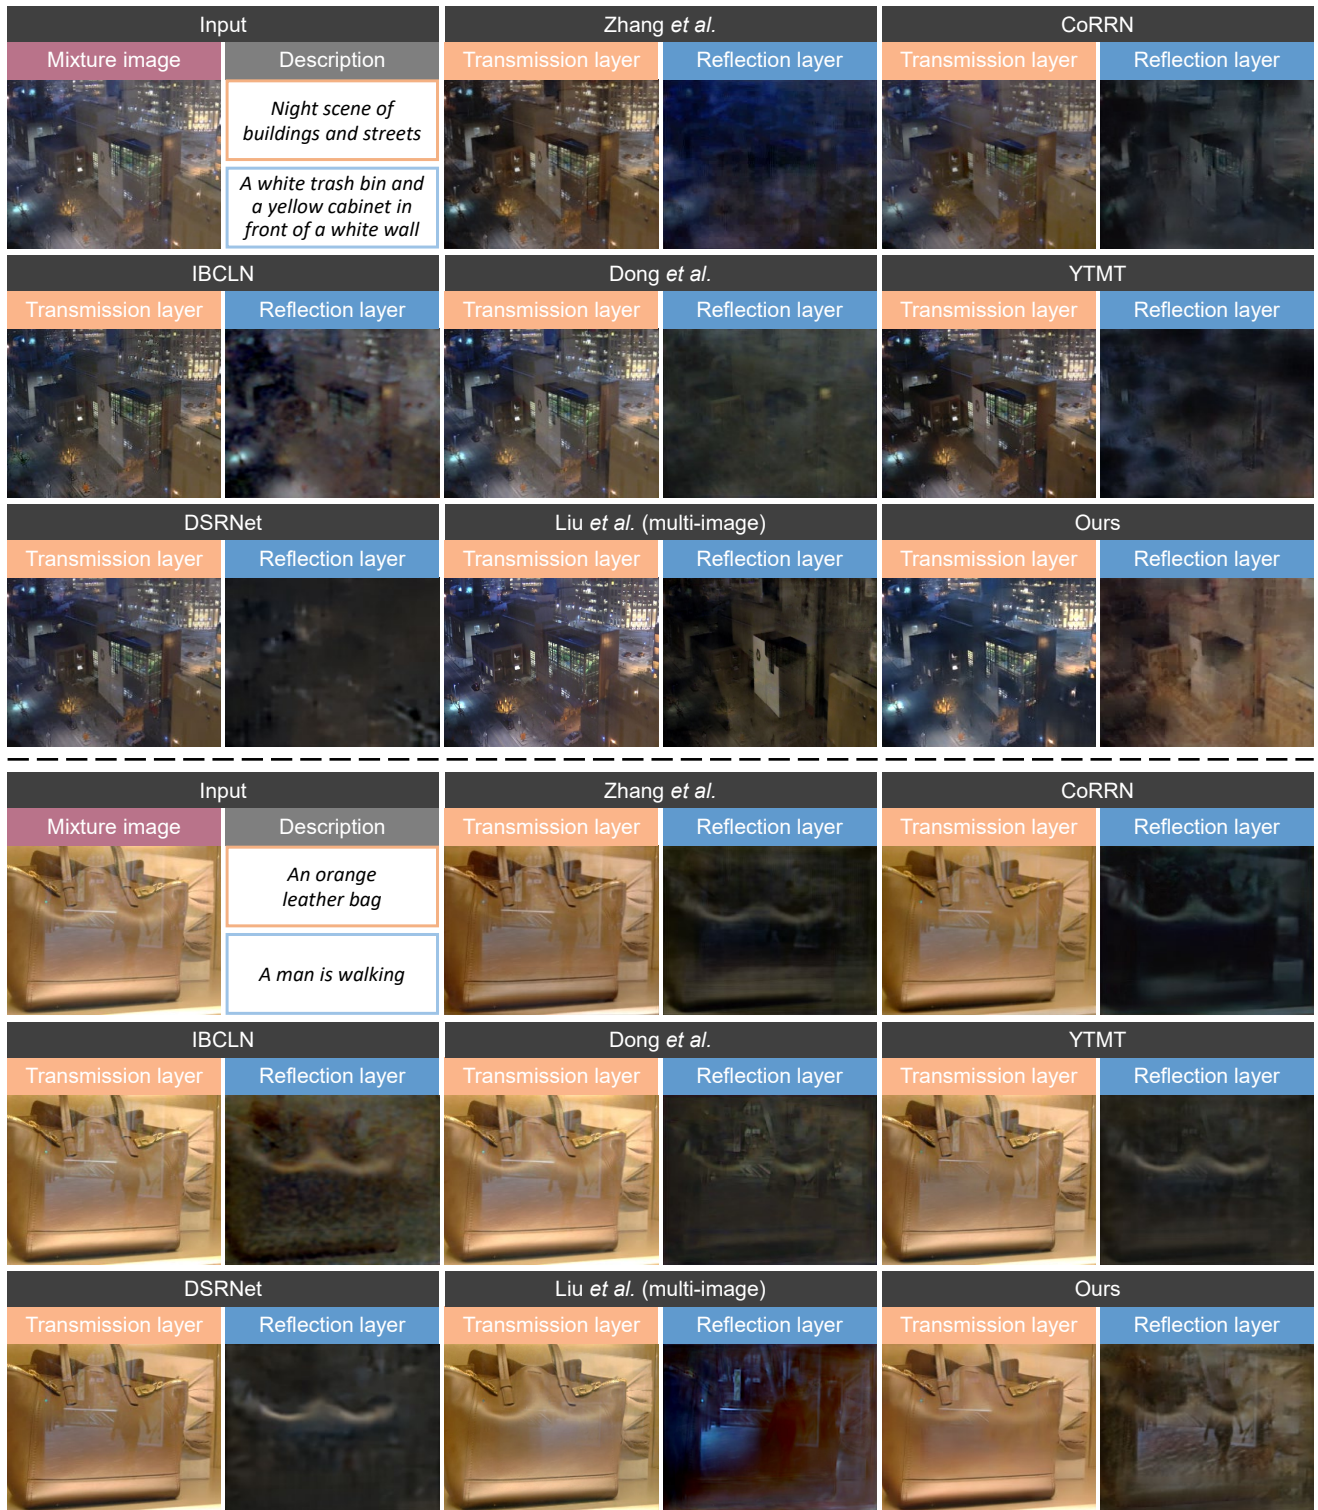 Input
Zhang et al.
CoRRN
Mixture image
Description
Transmission layer
Reflection layer
Transmission layer
Reflection layer
Night scene of
buildings and streets
A white trash bin and
a yellow cabinet in
front of a white wall
IBCLN
Dong et al.
YTMT
Transmission layer
Reflection layer
Transmission layer
Reflection layer
Transmission layer
Reflection layer
DSRNet
Liu et al. (multi-image)
Ours
Transmission layer
Reflection layer
Transmission layer
Reflection layer
Transmission layer
Reflection layer
Input
Zhang et al.
CoRRN
Mixture image
Description
Transmission layer
Reflection layer
Transmission layer
Reflection layer
An orange
leather bag
A man is walking
IBCLN
Dong et al.
YTMT
Transmission layer
Reflection layer
Transmission layer
Reflection layer
Transmission layer
Reflection layer
DSRNet
Liu et al. (multi-image)
Ours
Transmission layer
Reflection layer
Transmission layer
Reflection layer
Transmission layer
Reflection layer